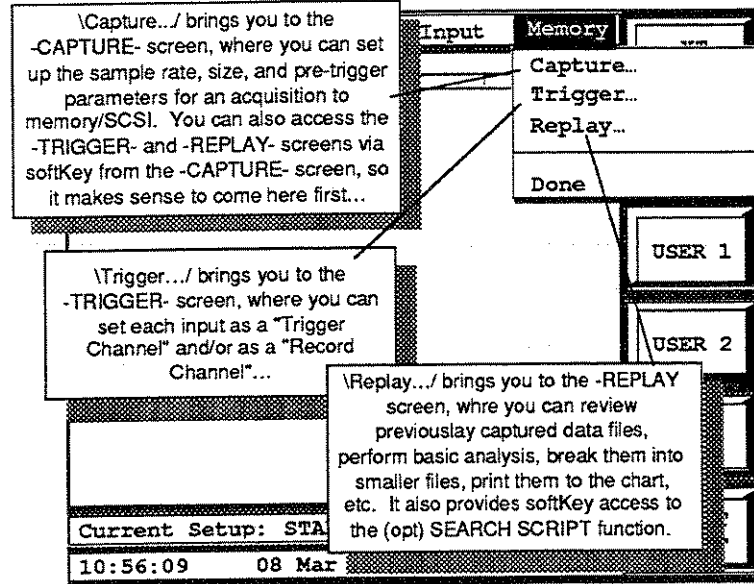 \Capture.../ brings you to the
-CAPTURE- screen, where you can set
up the sample rate, size, and pre-trigger
parameters for an acquisition to
memory/SCSI. You can also access the
-TRIGGER- and -REPLAY- screens via
softKey from the -CAPTURE- screen, so
it makes sense to come here first...
Input Memory
Capture...
Trigger...
Replay...
Done
\Trigger.../ brings you to the
-TRIGGER- screen, where you can
set each input as a "Trigger
Channel" and/or as a "Record
Channel"...
USER 1
USER 2
\Replay.../ brings you to the -REPLAY
screen, whre you can review
previouslay captured data files,
perform basic analysis, break them into
smaller files, print them to the chart,
etc. It also provides softKey access to
the (opt) SEARCH SCRIPT function.
Current Setup: STA
10:56:09 08 Mar